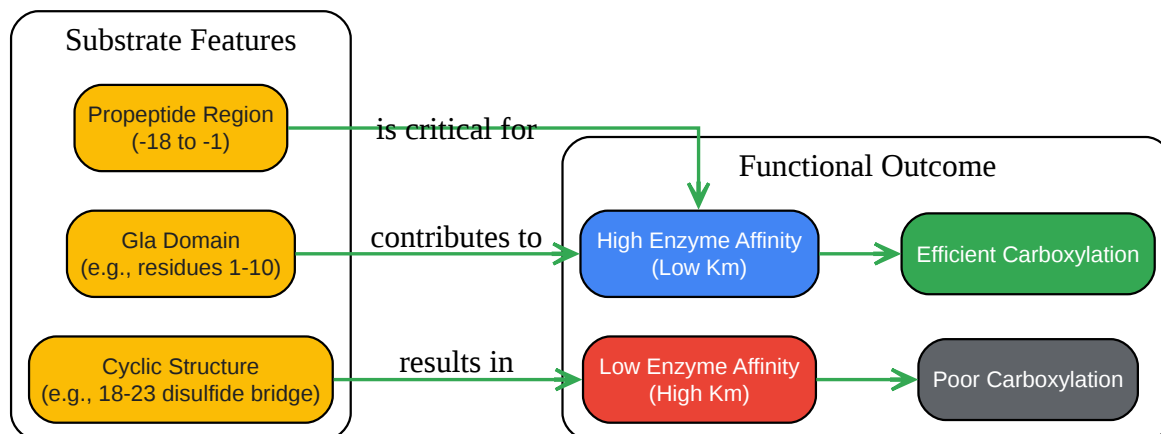 Substrate Features
Propeptide Region
(-18 to -1)
is critical for
Functional Outcome
Gla Domain
(e.g., residues 1-10)
contributes to
High Enzyme Affinity
(Low Km)
Efficient Carboxylation
Cyclic Structure
(e.g., 18-23 disulfide bridge)
results in
Low Enzyme Affinity
(High Km)
Poor Carboxylation